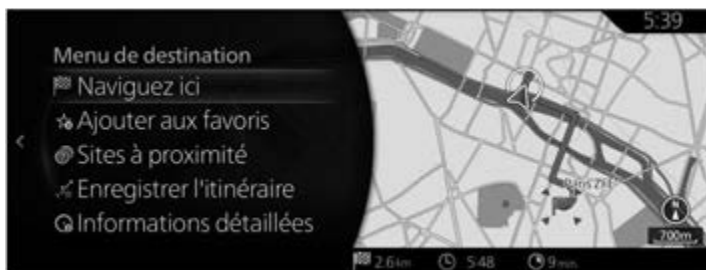 5:39
Menu de destination
Naviguez ici
Ajouter aux favoris
Sites à proximité
Enregistrer l'itinéraire
Informations détaillées
N
700m
2.6km 5:48 9min.